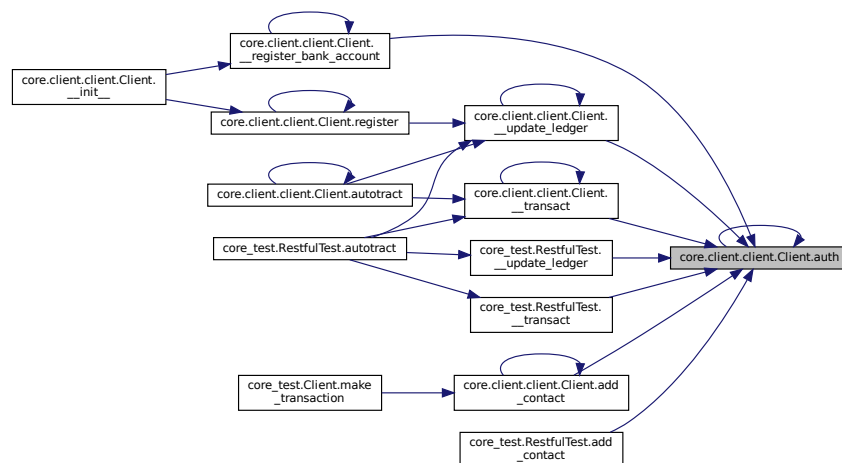 core.client.client.Client.
__register_bank_account
core.client.client.Client.
__init__
core.client.client.Client.register
core.client.client.Client.
__update_ledger
core.client.client.Client.autotract
core.client.client.Client.
__transact
core_test.RestfulTest.autotract
core_test.RestfulTest.
__update_ledger
core.client.client.Client.auth
core_test.RestfulTest.
__transact
core_test.Client.make
_transaction
core.client.client.Client.add
_contact
core_test.RestfulTest.add
_contact